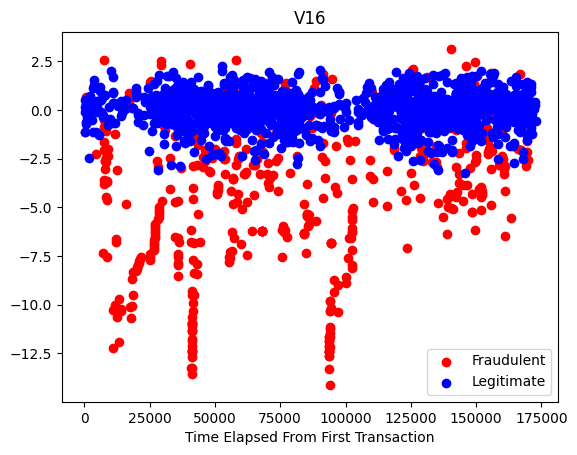 V16
2.5
0.0
−2.5
−5.0
−7.5
−10.0
−12.5
Fraudulent
Legitimate
0 25000 50000 75000 100000 125000 150000 175000
Time Elapsed From First Transaction